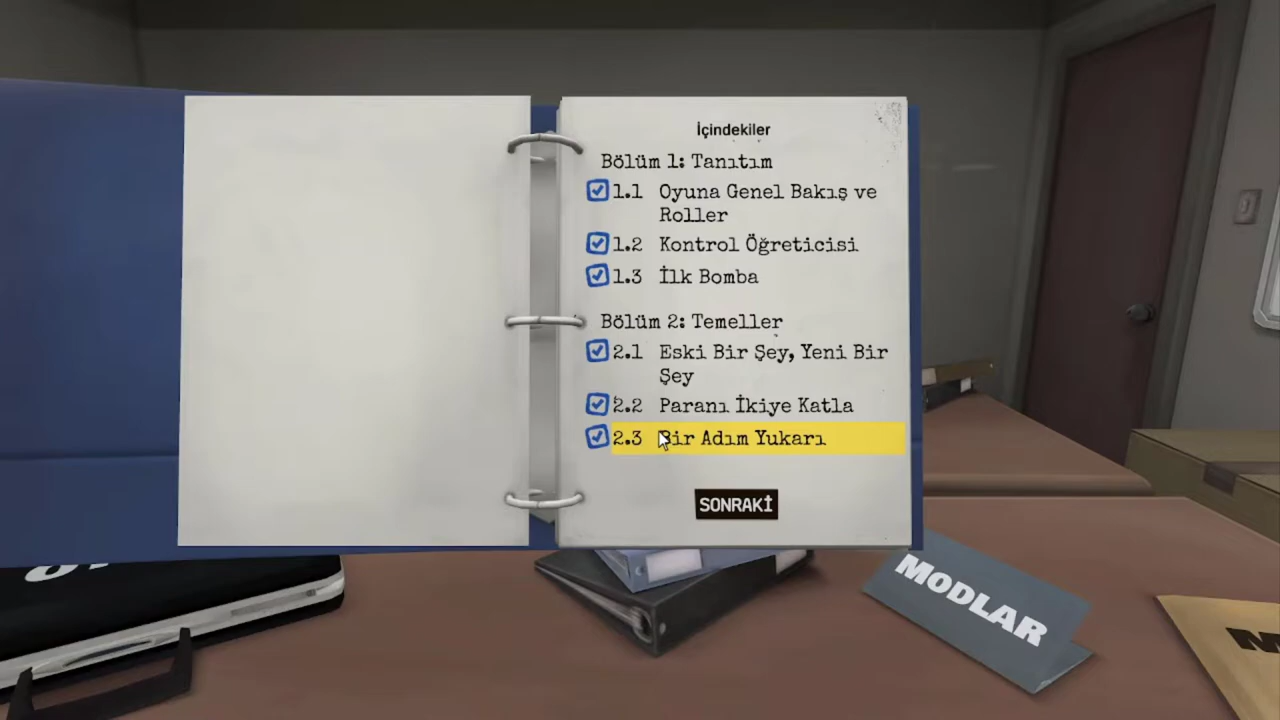 İçindekiler
Bölüm 1: Tanıtım
1.1 Oyuna Genel Bakış ve
Roller
1.2 Kontrol Öğreticisi
1.3 İlk Bomba
Bölüm 2: Temeller
2.1 Eski Bir Şey, Yeni Bir
Şey
2.2 Paranı İkiye Katla
2.3 Bir Adım Yukarı
SONRAKİ
MODLAR